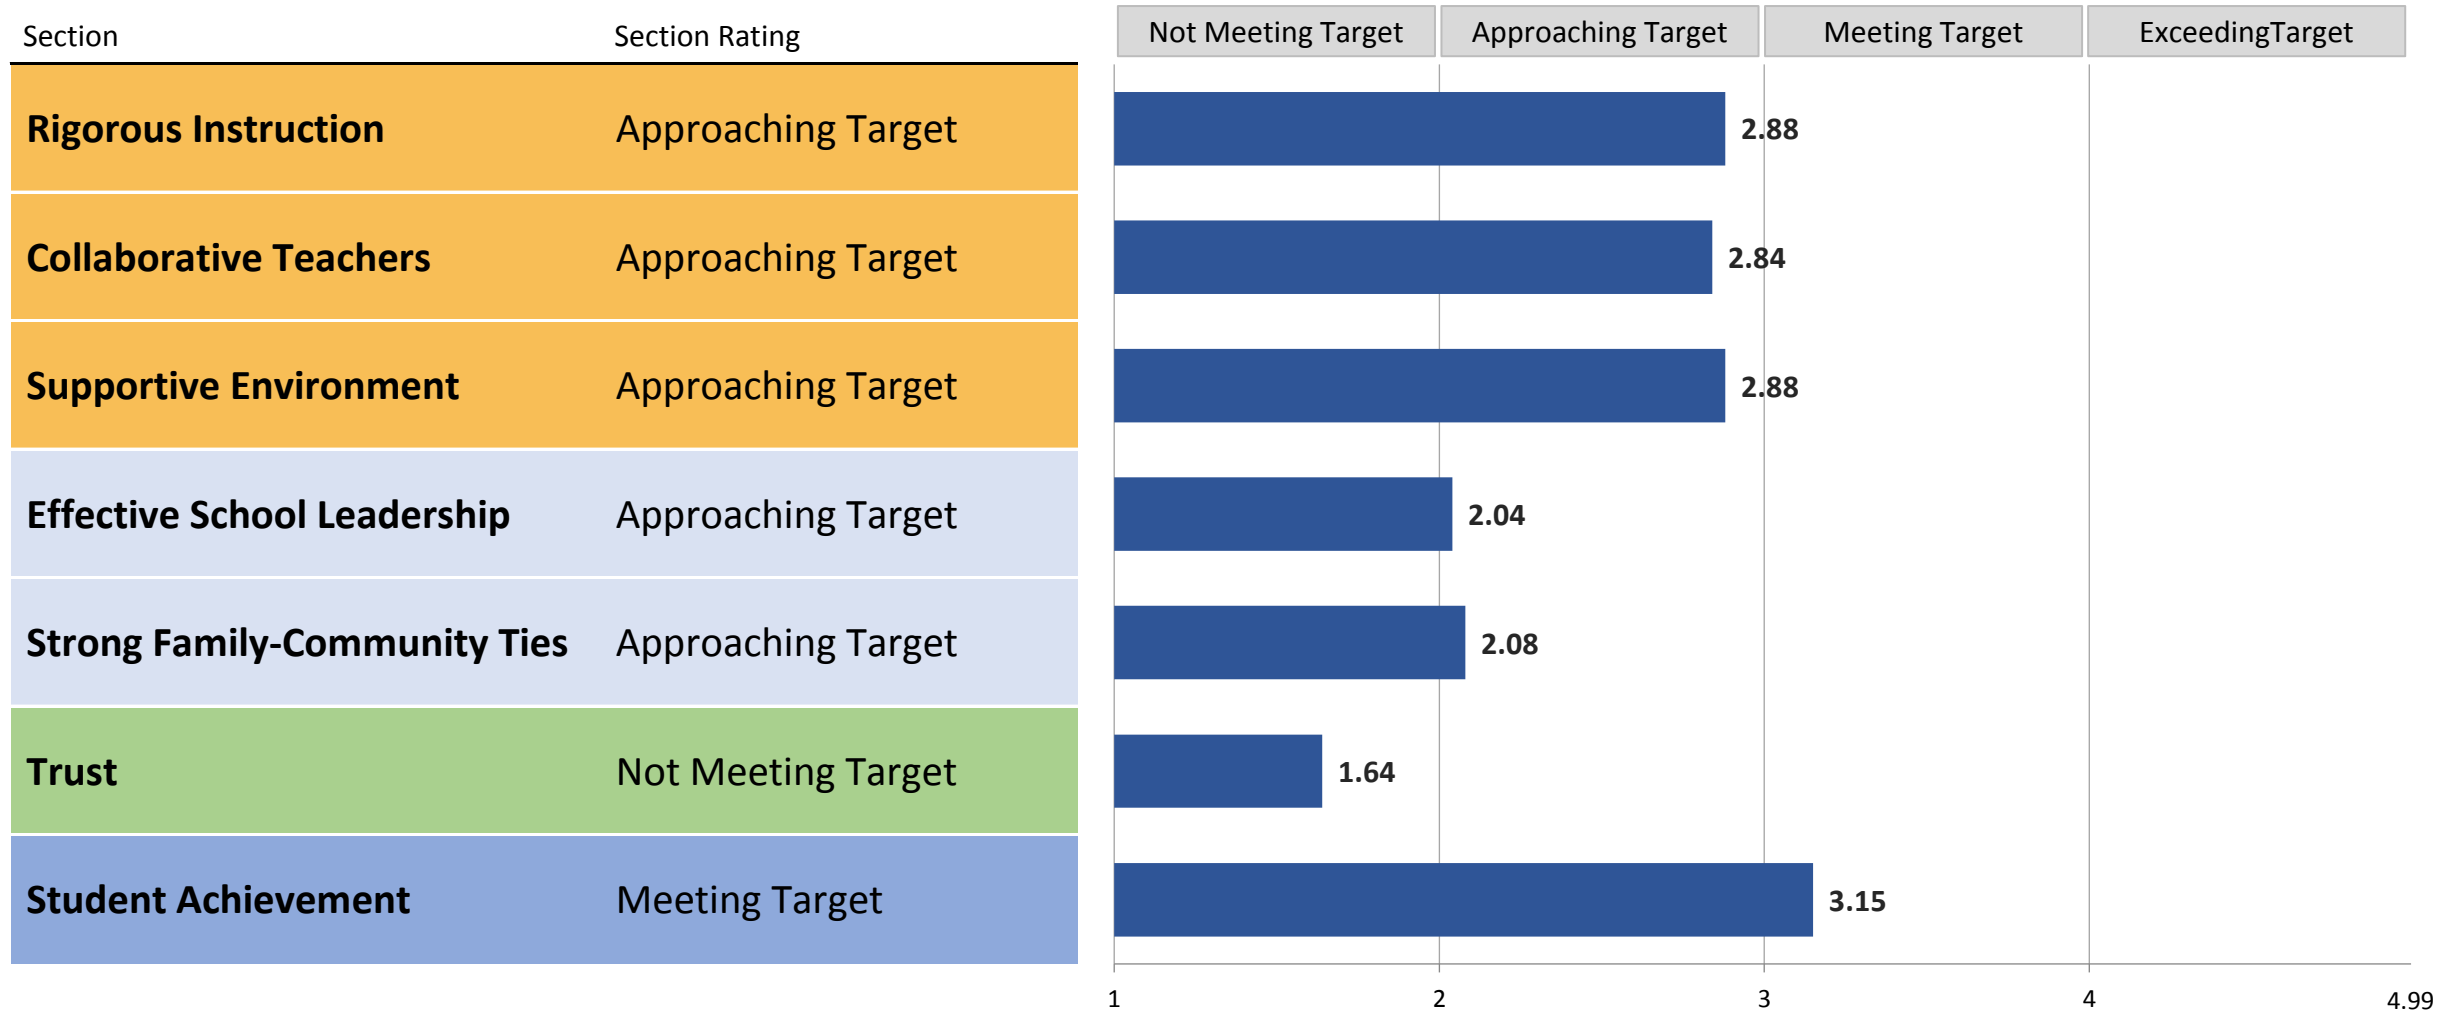 Section Section Rating Not Meeting Target Approaching Target Meeting Target ExceedingTarget
Rigorous Instruction Approaching Target 2.88
Collaborative Teachers Approaching Target 2.84
Supportive Environment Approaching Target 2.88
Effective School Leadership Approaching Target 2.04
Strong Family-Community Ties Approaching Target 2.08
Trust Not Meeting Target 1.64
Student Achievement Meeting Target 3.15
1 2 3 4 4.99